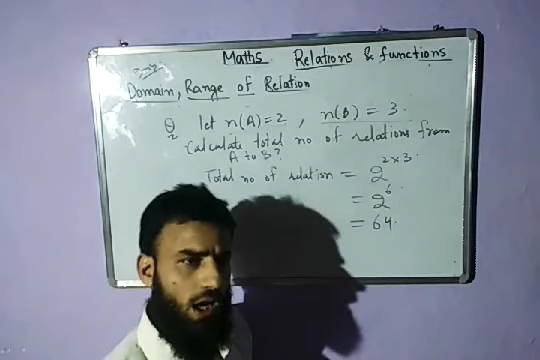 Maths Relations & functions
Domain, Range of Relation
Q2 let n(A)=2, n(B) = 3.
Calculate total no of relations from
A to B?
Total no of relation = 2^2×3.
= 2^6.
= 64.